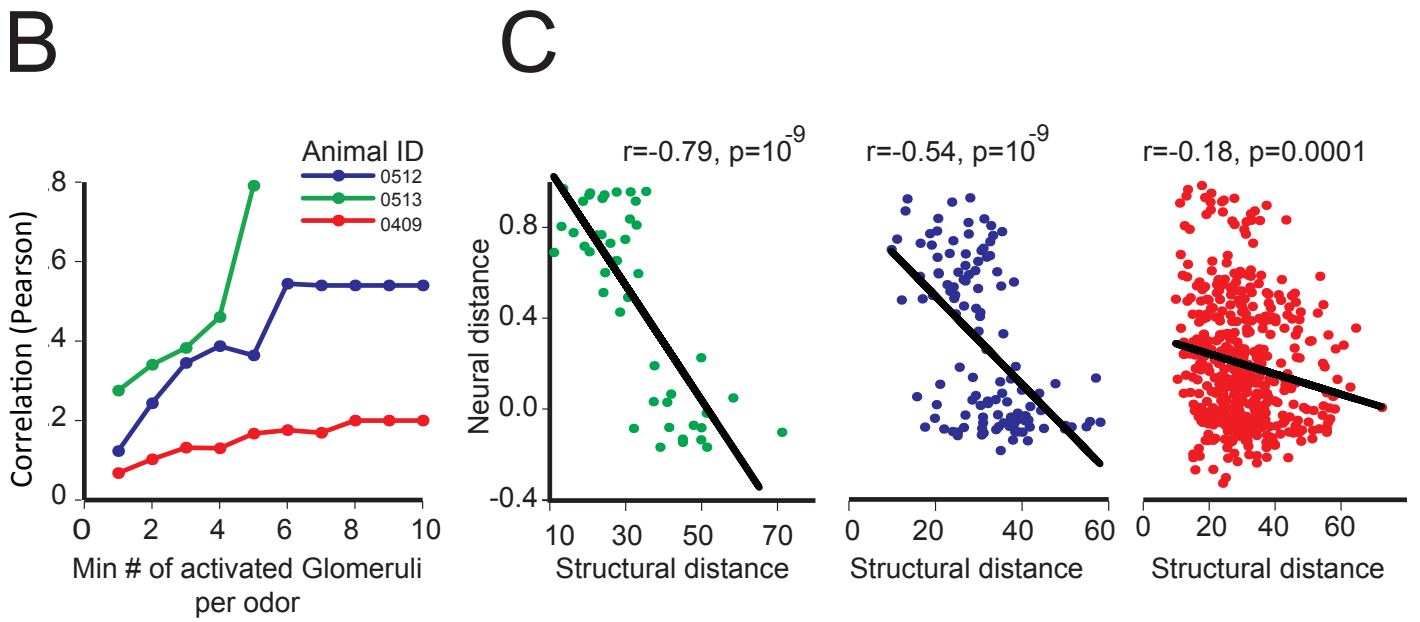 B
C
Animal ID
0512
0513
0409
Correlation (Pearson)
.8
.6
.4
.2
0
0 2 4 6 8 10
Min # of activated Glomeruli
per odor
r=-0.79, p=10-9
Neural distance
0.8
0.4
0.0
-0.4
10 30 50 70
Structural distance
r=-0.54, p=10-9
0 20 40 60
Structural distance
r=-0.18, p=0.0001
0 20 40 60
Structural distance